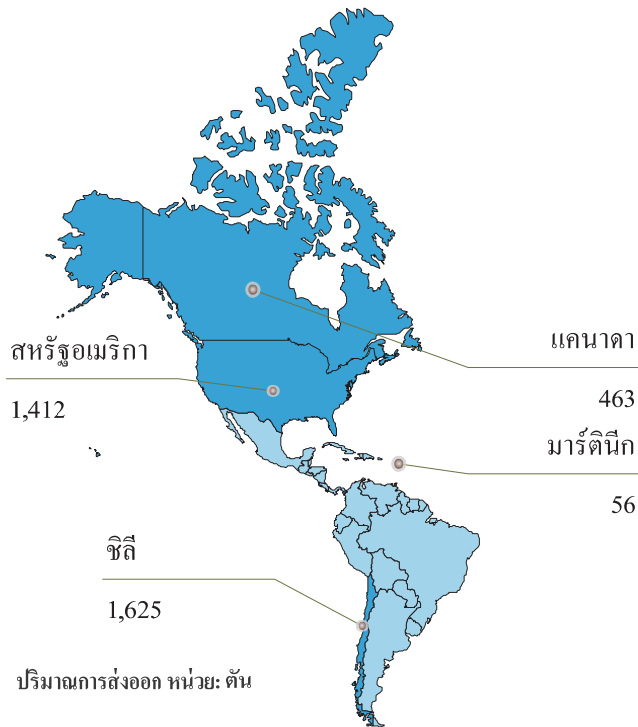 แคนาดา
463
สหรัฐอเมริกา
1,412
มาร์ตินีก
56
ชิลี
1,625
ปริมาณการส่งออก หน่วย: ตัน